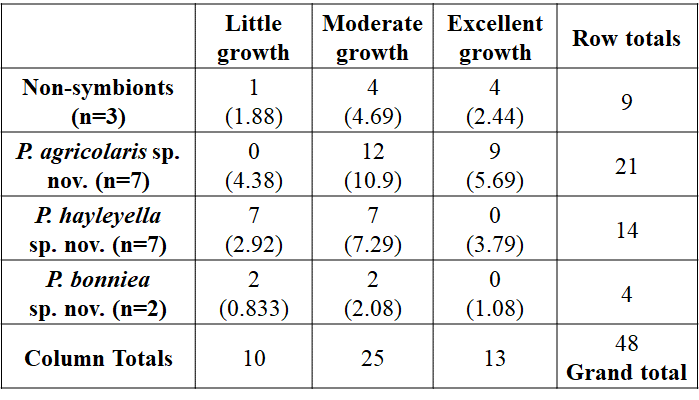 Little growth Moderate growth Excellent growth Row totals
Non-symbionts (n=3) 1 (1.88) 4 (4.69) 4 (2.44) 9
P. agricolaris sp. nov. (n=7) 0 (4.38) 12 (10.9) 9 (5.69) 21
P. hayleyella sp. nov. (n=7) 7 (2.92) 7 (7.29) 0 (3.79) 14
P. bonniea sp. nov. (n=2) 2 (0.833) 2 (2.08) 0 (1.08) 4
Column Totals 10 25 13 48 Grand total